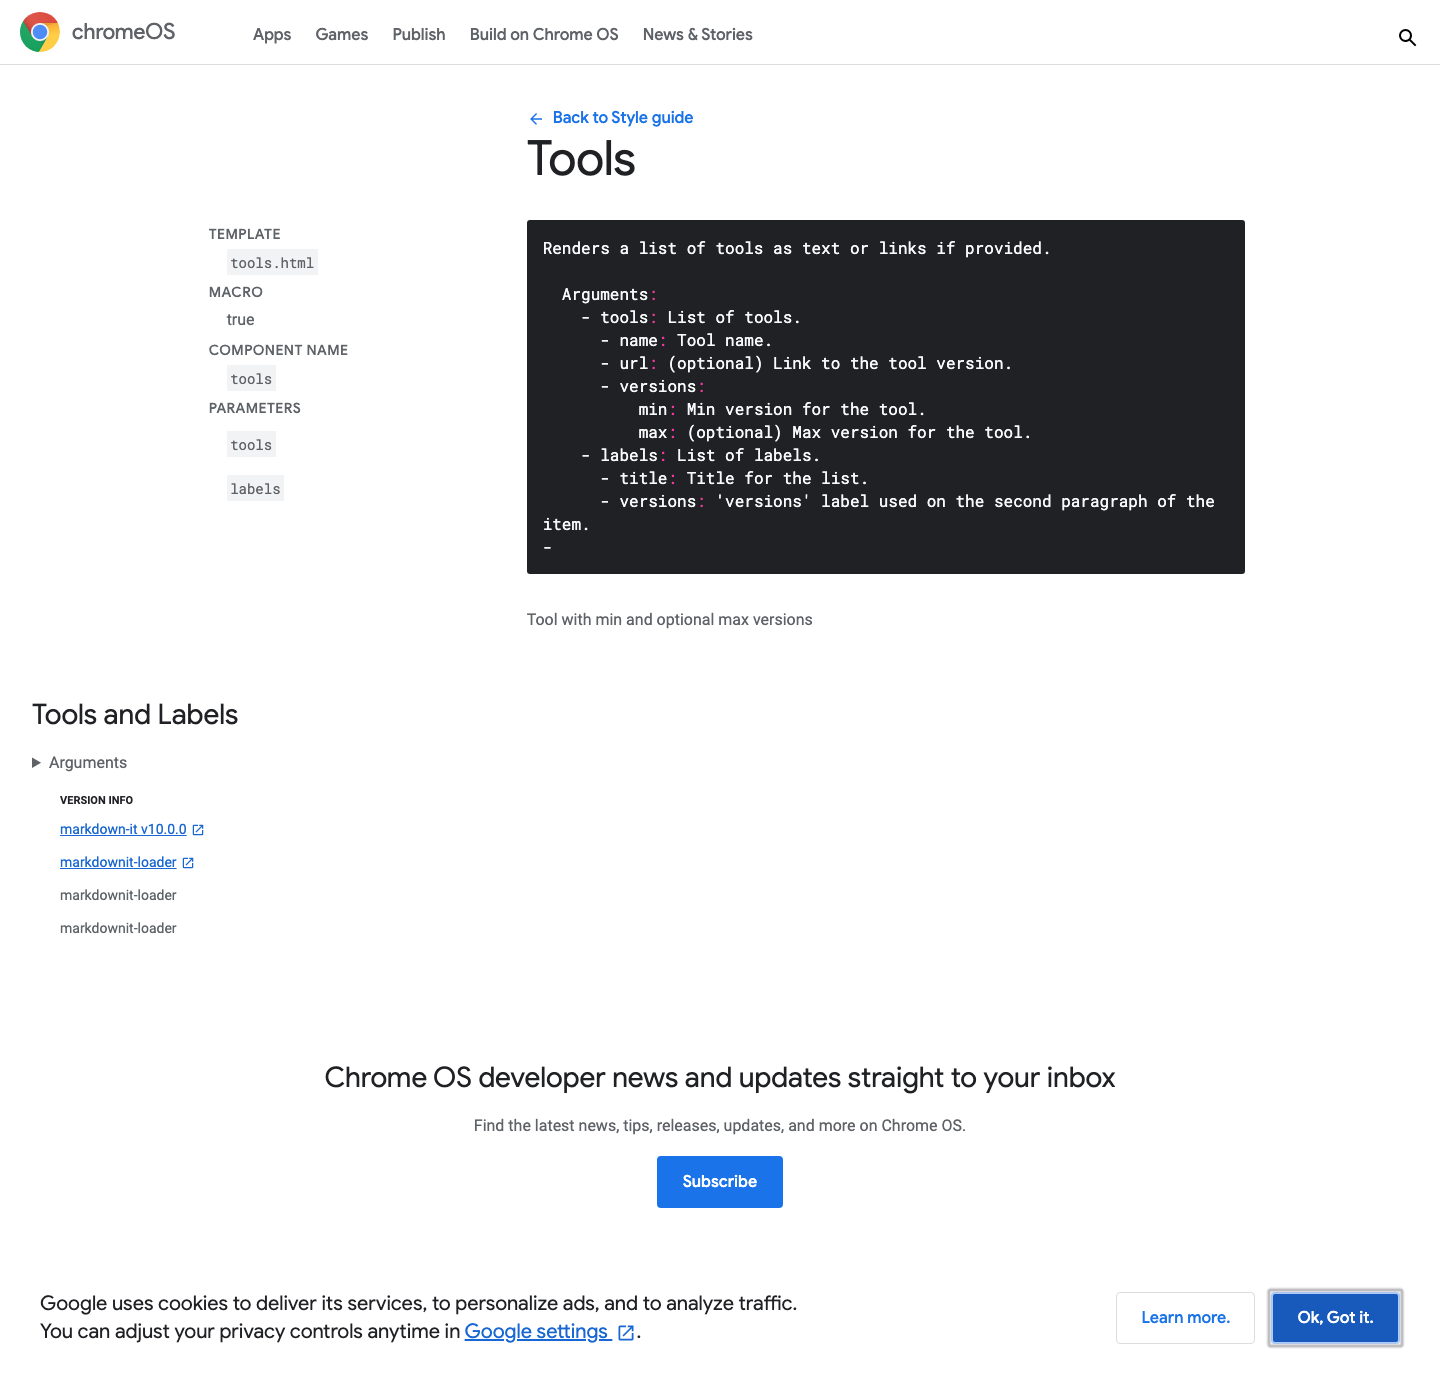 chromeOS
Apps Games Publish Build on Chrome OS News & Stories
Back to Style guide
Tools
TEMPLATE
tools.html
MACRO
true
COMPONENT NAME
tools
PARAMETERS
tools
labels
Renders a list of tools as text or links if provided.
Arguments:
- tools: List of tools.
- name: Tool name.
- url: (optional) Link to the tool version.
- versions:
min: Min version for the tool.
max: (optional) Max version for the tool.
- labels: List of labels.
- title: Title for the list.
- versions: 'versions' label used on the second paragraph of the
item.
-
Tool with min and optional max versions
Tools and Labels
Arguments
VERSION INFO
markdown-it v10.0.0
markdownit-loader
markdownit-loader
markdownit-loader
Chrome OS developer news and updates straight to your inbox
Find the latest news, tips, releases, updates, and more on Chrome OS.
Subscribe
Google uses cookies to deliver its services, to personalize ads, and to analyze traffic.
You can adjust your privacy controls anytime in Google settings .
Learn more.
Ok, Got it.